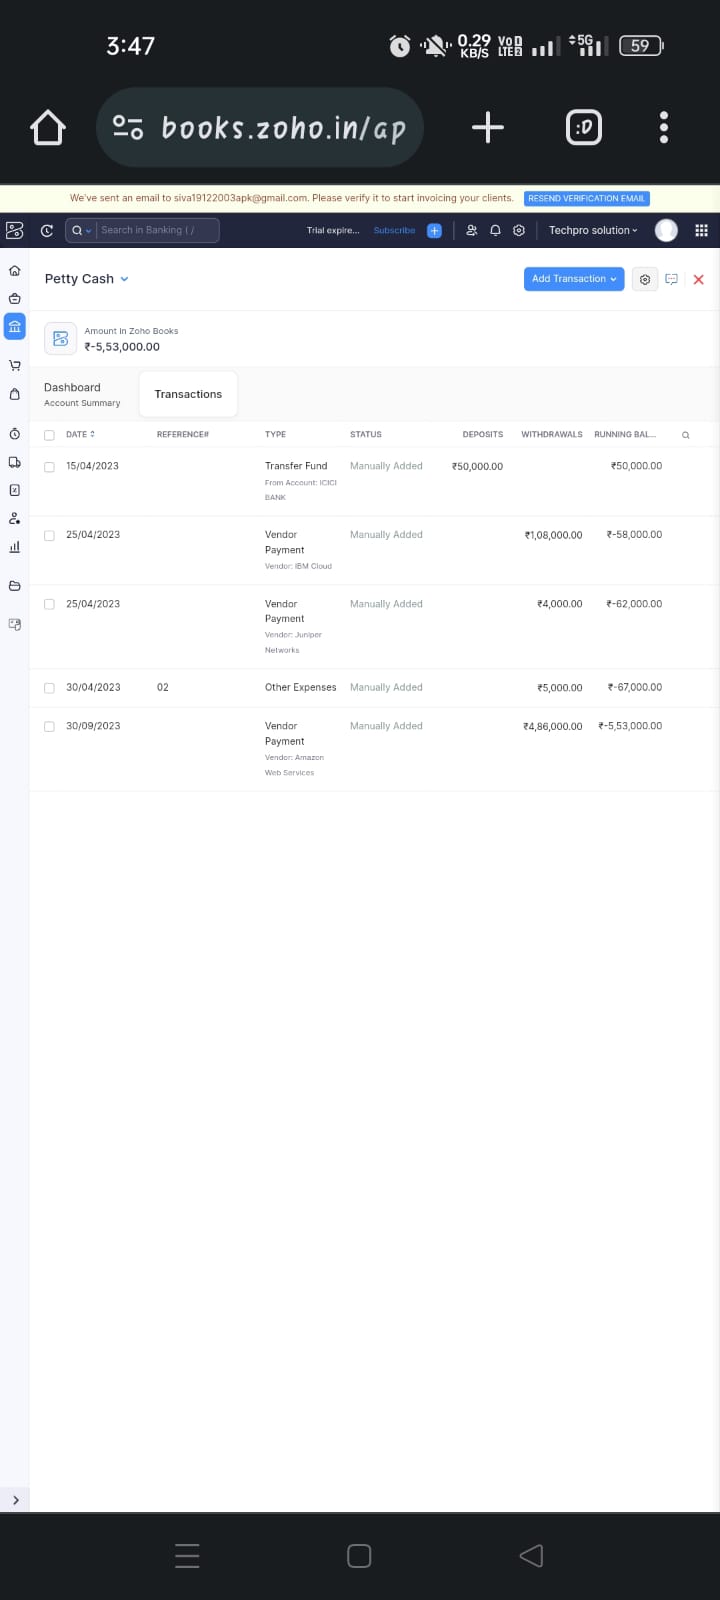 3:47
0.29 KB/S
VoD LTE2
5G
59
books.zoho.in/ap
:D
We've sent an email to siva19122003apk@gmail.com. Please verify it to start invoicing your clients. RESEND VERIFICATION EMAIL
Search in Banking ( /
Trial expire... Subscribe
Techpro solution
Petty Cash
Add Transaction
Amount in Zoho Books
₹-5,53,000.00
Dashboard
Account Summary
Transactions
DATE REFERENCE# TYPE STATUS DEPOSITS WITHDRAWALS RUNNING BAL...
15/04/2023 Transfer Fund Manually Added ₹50,000.00 ₹50,000.00
From Account: ICICI
BANK
25/04/2023 Vendor Manually Added ₹1,08,000.00 ₹-58,000.00
Payment
Vendor: IBM Cloud
25/04/2023 Vendor Manually Added ₹4,000.00 ₹-62,000.00
Payment
Vendor: Juniper
Networks
30/04/2023 02 Other Expenses Manually Added ₹5,000.00 ₹-67,000.00
30/09/2023 Vendor Manually Added ₹4,86,000.00 ₹-5,53,000.00
Payment
Vendor: Amazon
Web Services